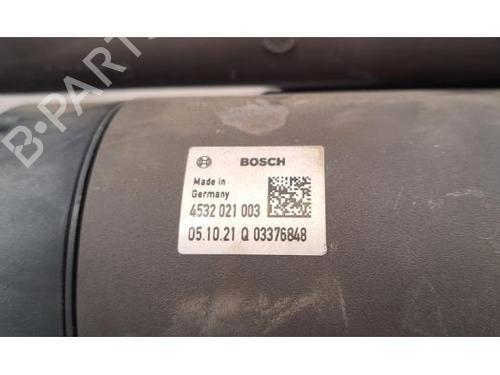 B-PARTS
BOSCH
Made in
Germany
4532 021 003
05.10.21 Q 03376848